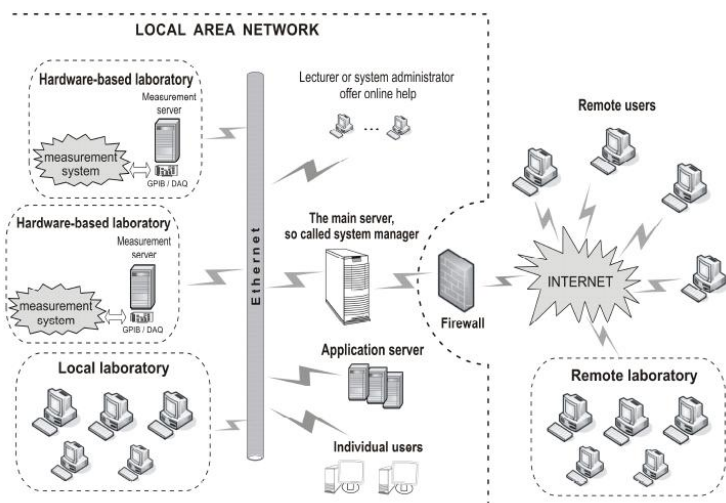 LOCAL AREA NETWORK
Hardware-based laboratory
Measurement
server
measurement
system
GPIB / DAQ
Hardware-based laboratory
Measurement
server
measurement
system
GPIB / DAQ
Local laboratory
Ethernet
Lecturer or system administrator
offer online help
...
The main server,
so called system manager
Application server
Individual users
Firewall
Remote users
INTERNET
Remote laboratory